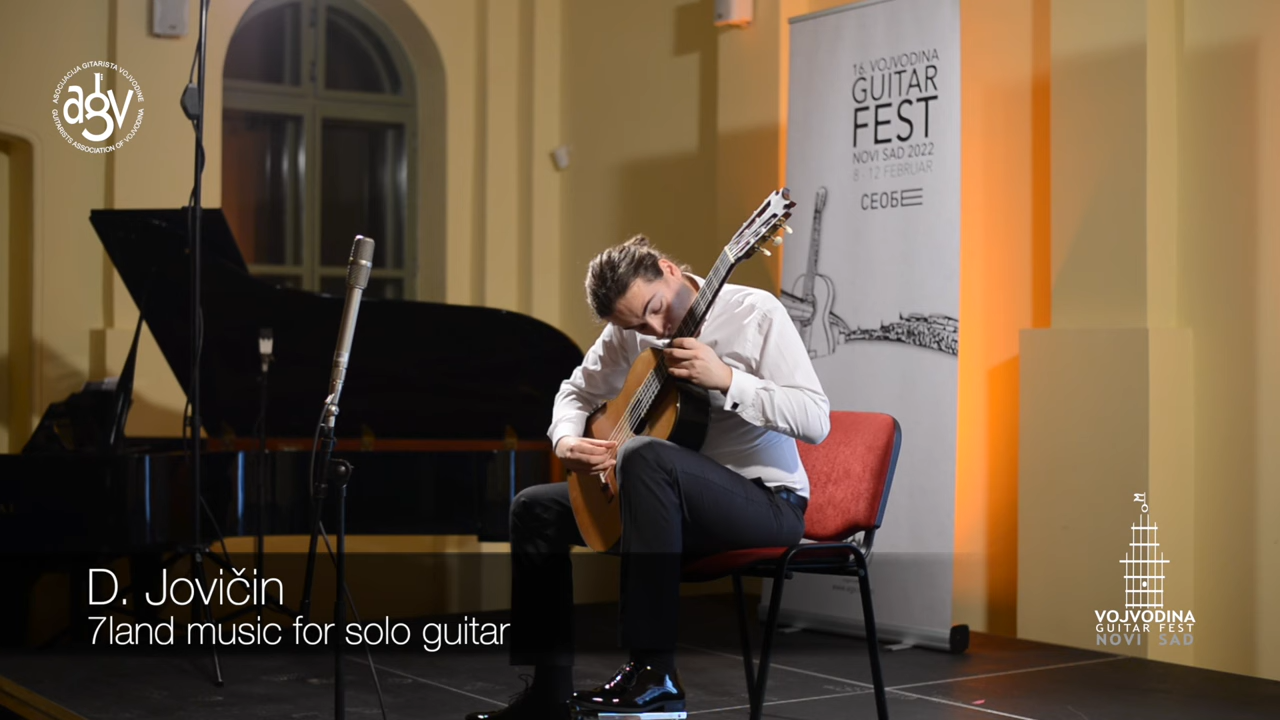 ASOCIJACIJA GITARISTA VOJVODINE
agv
GUITARISTS ASSOCIATION OF VOJVODINA
16. VOJVODINA
GUITAR
FEST
NOVI SAD 2022
8 - 12 FEBRUAR
СЕОБЕ
D. Jovičin
7land music for solo guitar
VOJVODINA
GUITAR FEST
NOVI SAD